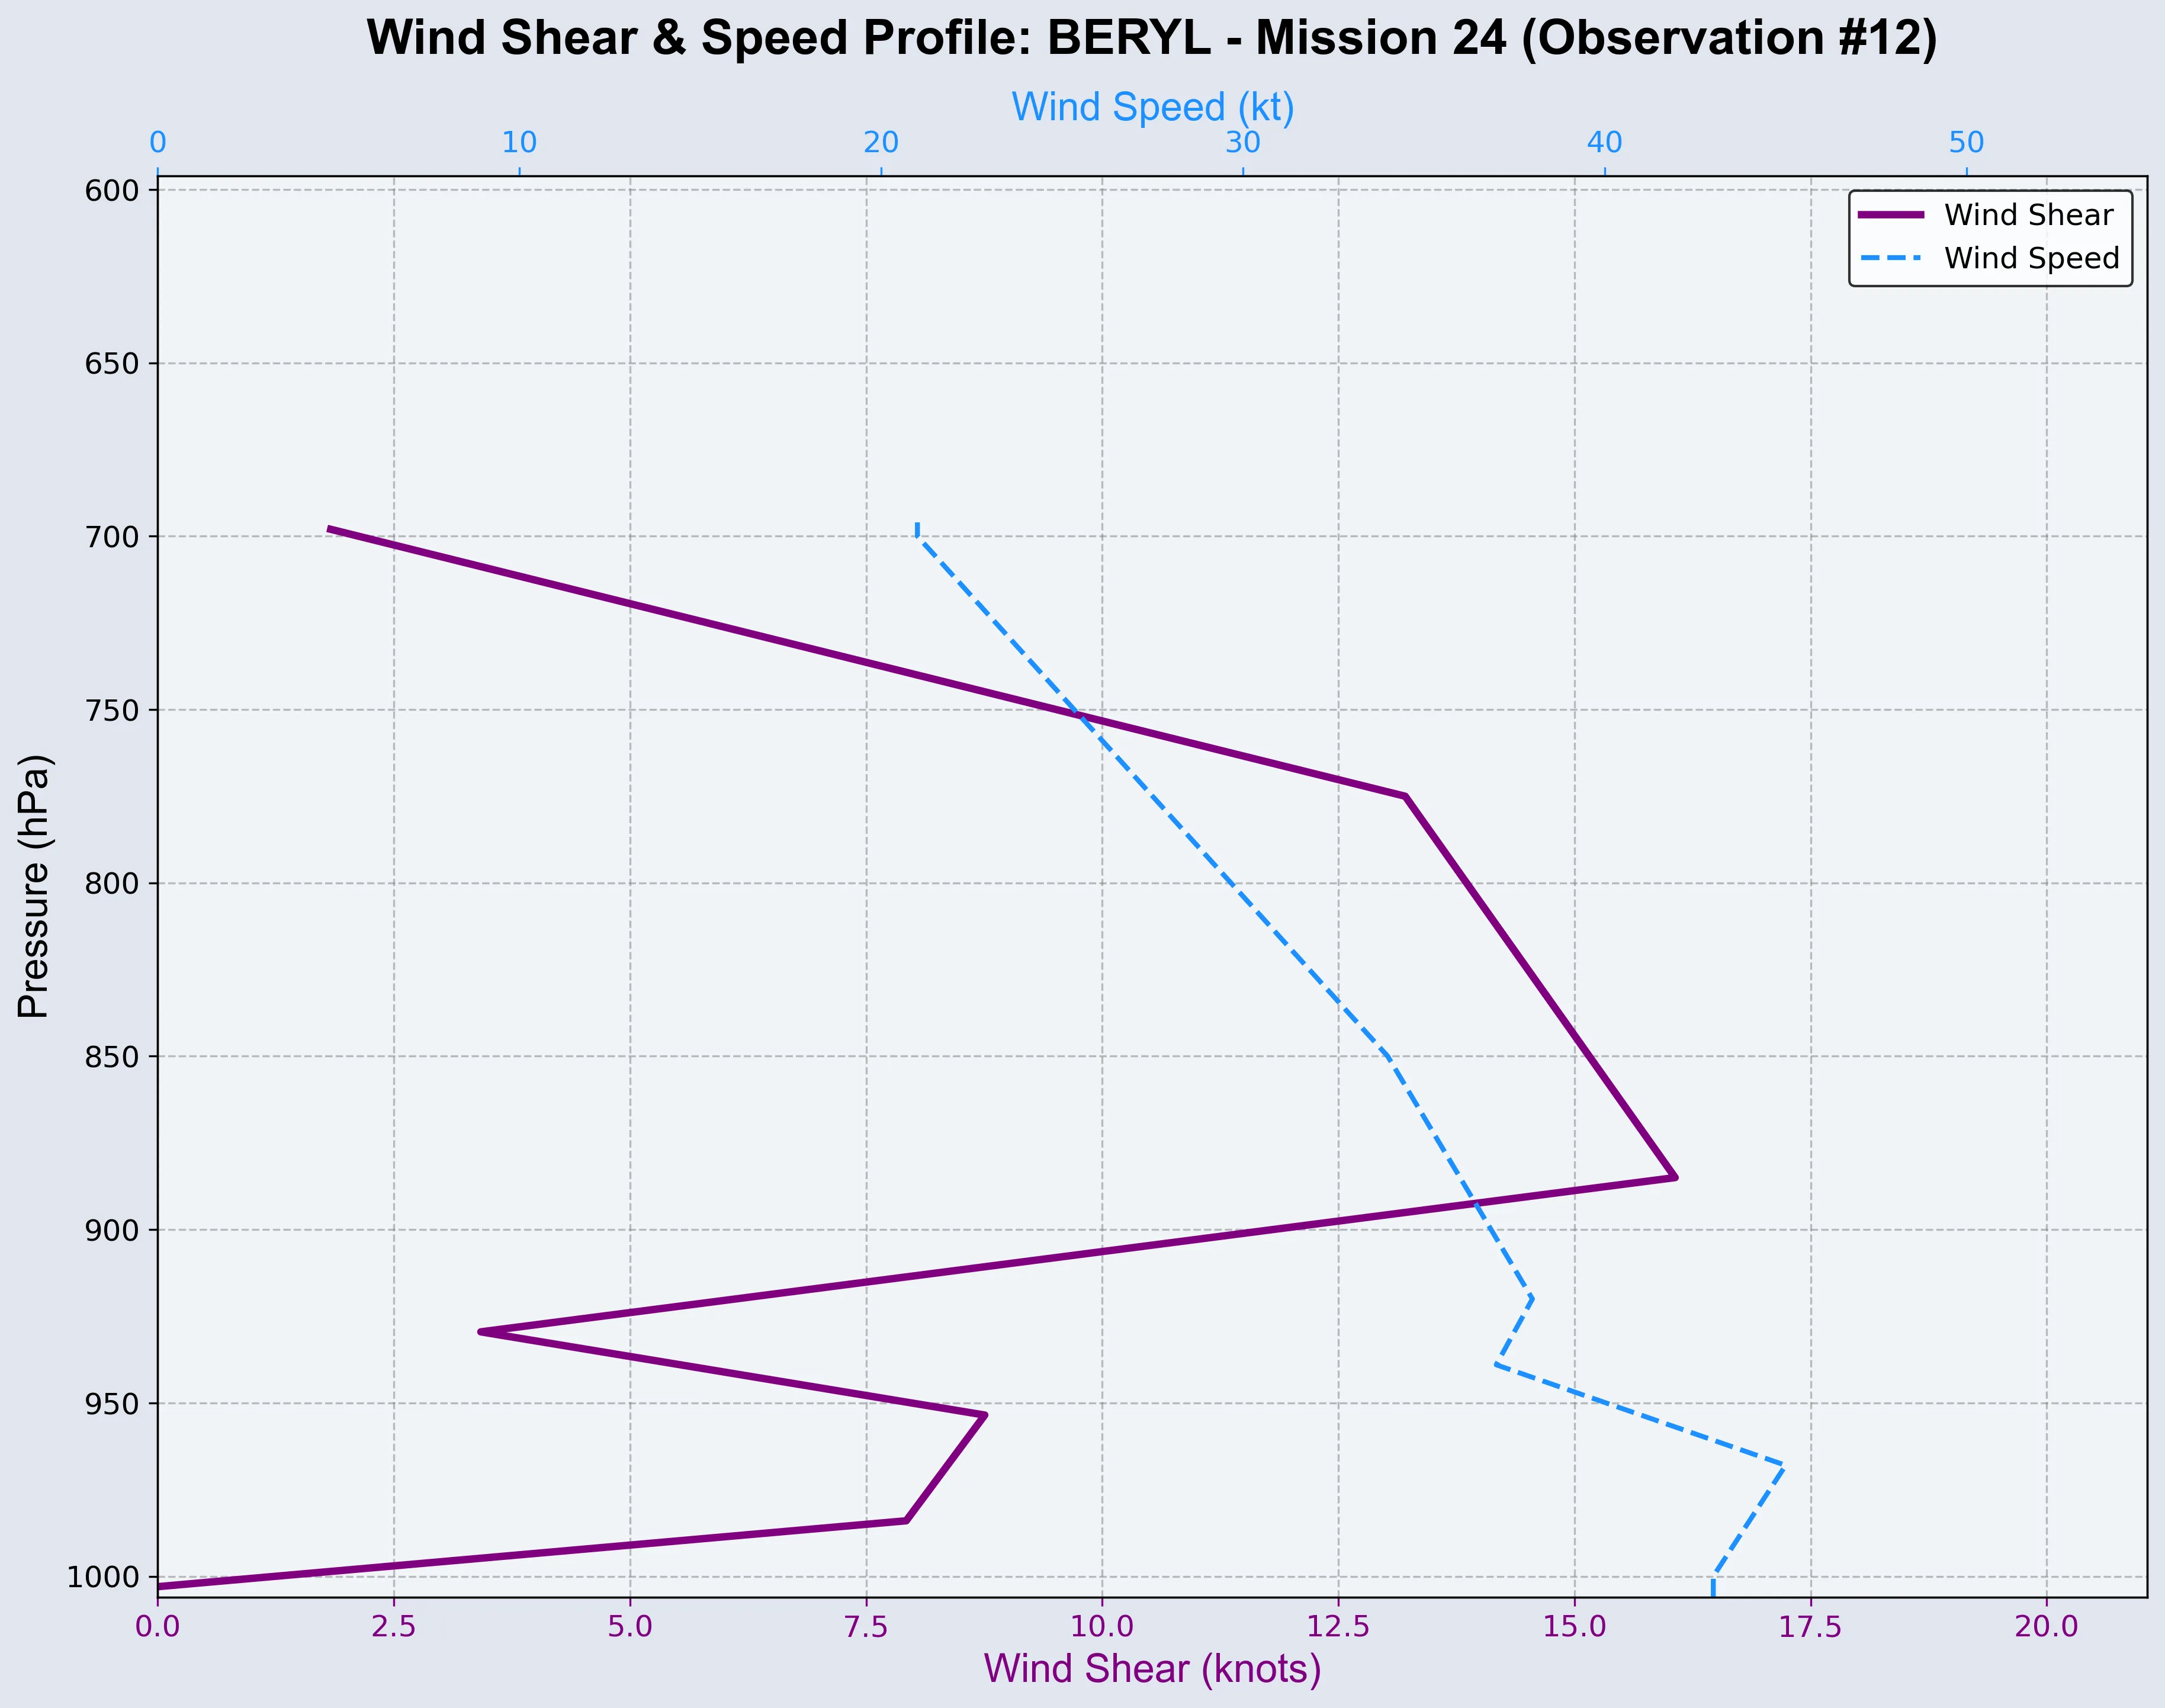 Wind Shear & Speed Profile: BERYL - Mission 24 (Observation #12)
Wind Speed (kt)
0 10 20 30 40 50
Wind Shear
Wind Speed
Pressure (hPa)
600
650
700
750
800
850
900
950
1000
0.0 2.5 5.0 7.5 10.0 12.5 15.0 17.5 20.0
Wind Shear (knots)